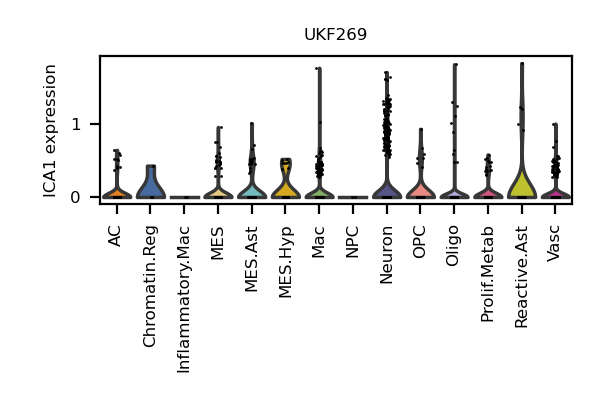 UKF269
ICA1 expression
1
0
AC
Chromatin.Reg
Inflammatory.Mac
MES
MES.Ast
MES.Hyp
Mac
NPC
Neuron
OPC
Oligo
Prolif.Metab
Reactive.Ast
Vasc